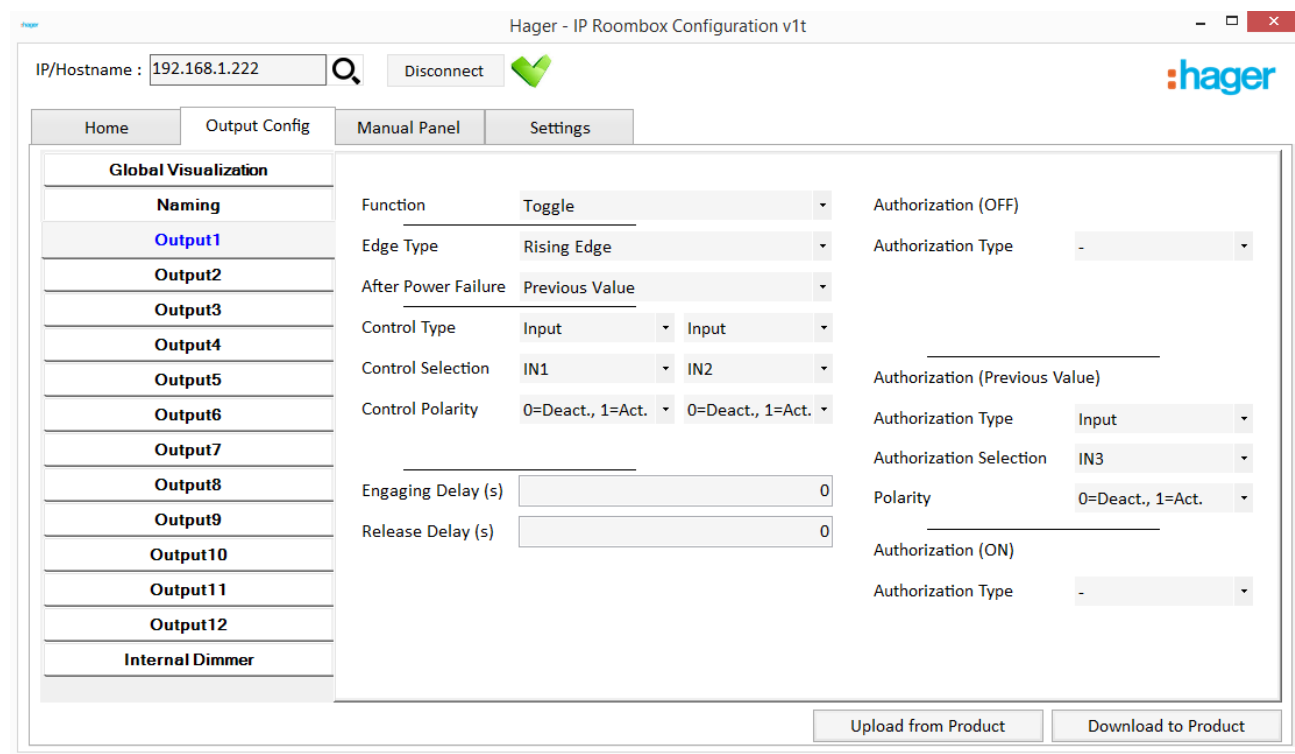 :hager
Hager - IP Roombox Configuration v1t
IP/Hostname : 192.168.1.222
Disconnect
:hager
Home
Output Config
Manual Panel
Settings
Global Visualization
Naming
Output1
Output2
Output3
Output4
Output5
Output6
Output7
Output8
Output9
Output10
Output11
Output12
Internal Dimmer
Function Toggle
Edge Type Rising Edge
After Power Failure Previous Value
Control Type Input Input
Control Selection IN1 IN2
Control Polarity 0=Deact., 1=Act. 0=Deact., 1=Act.
Engaging Delay (s) 0
Release Delay (s) 0
Authorization (OFF)
Authorization Type -
Authorization (Previous Value)
Authorization Type Input
Authorization Selection IN3
Polarity 0=Deact., 1=Act.
Authorization (ON)
Authorization Type -
Upload from Product
Download to Product